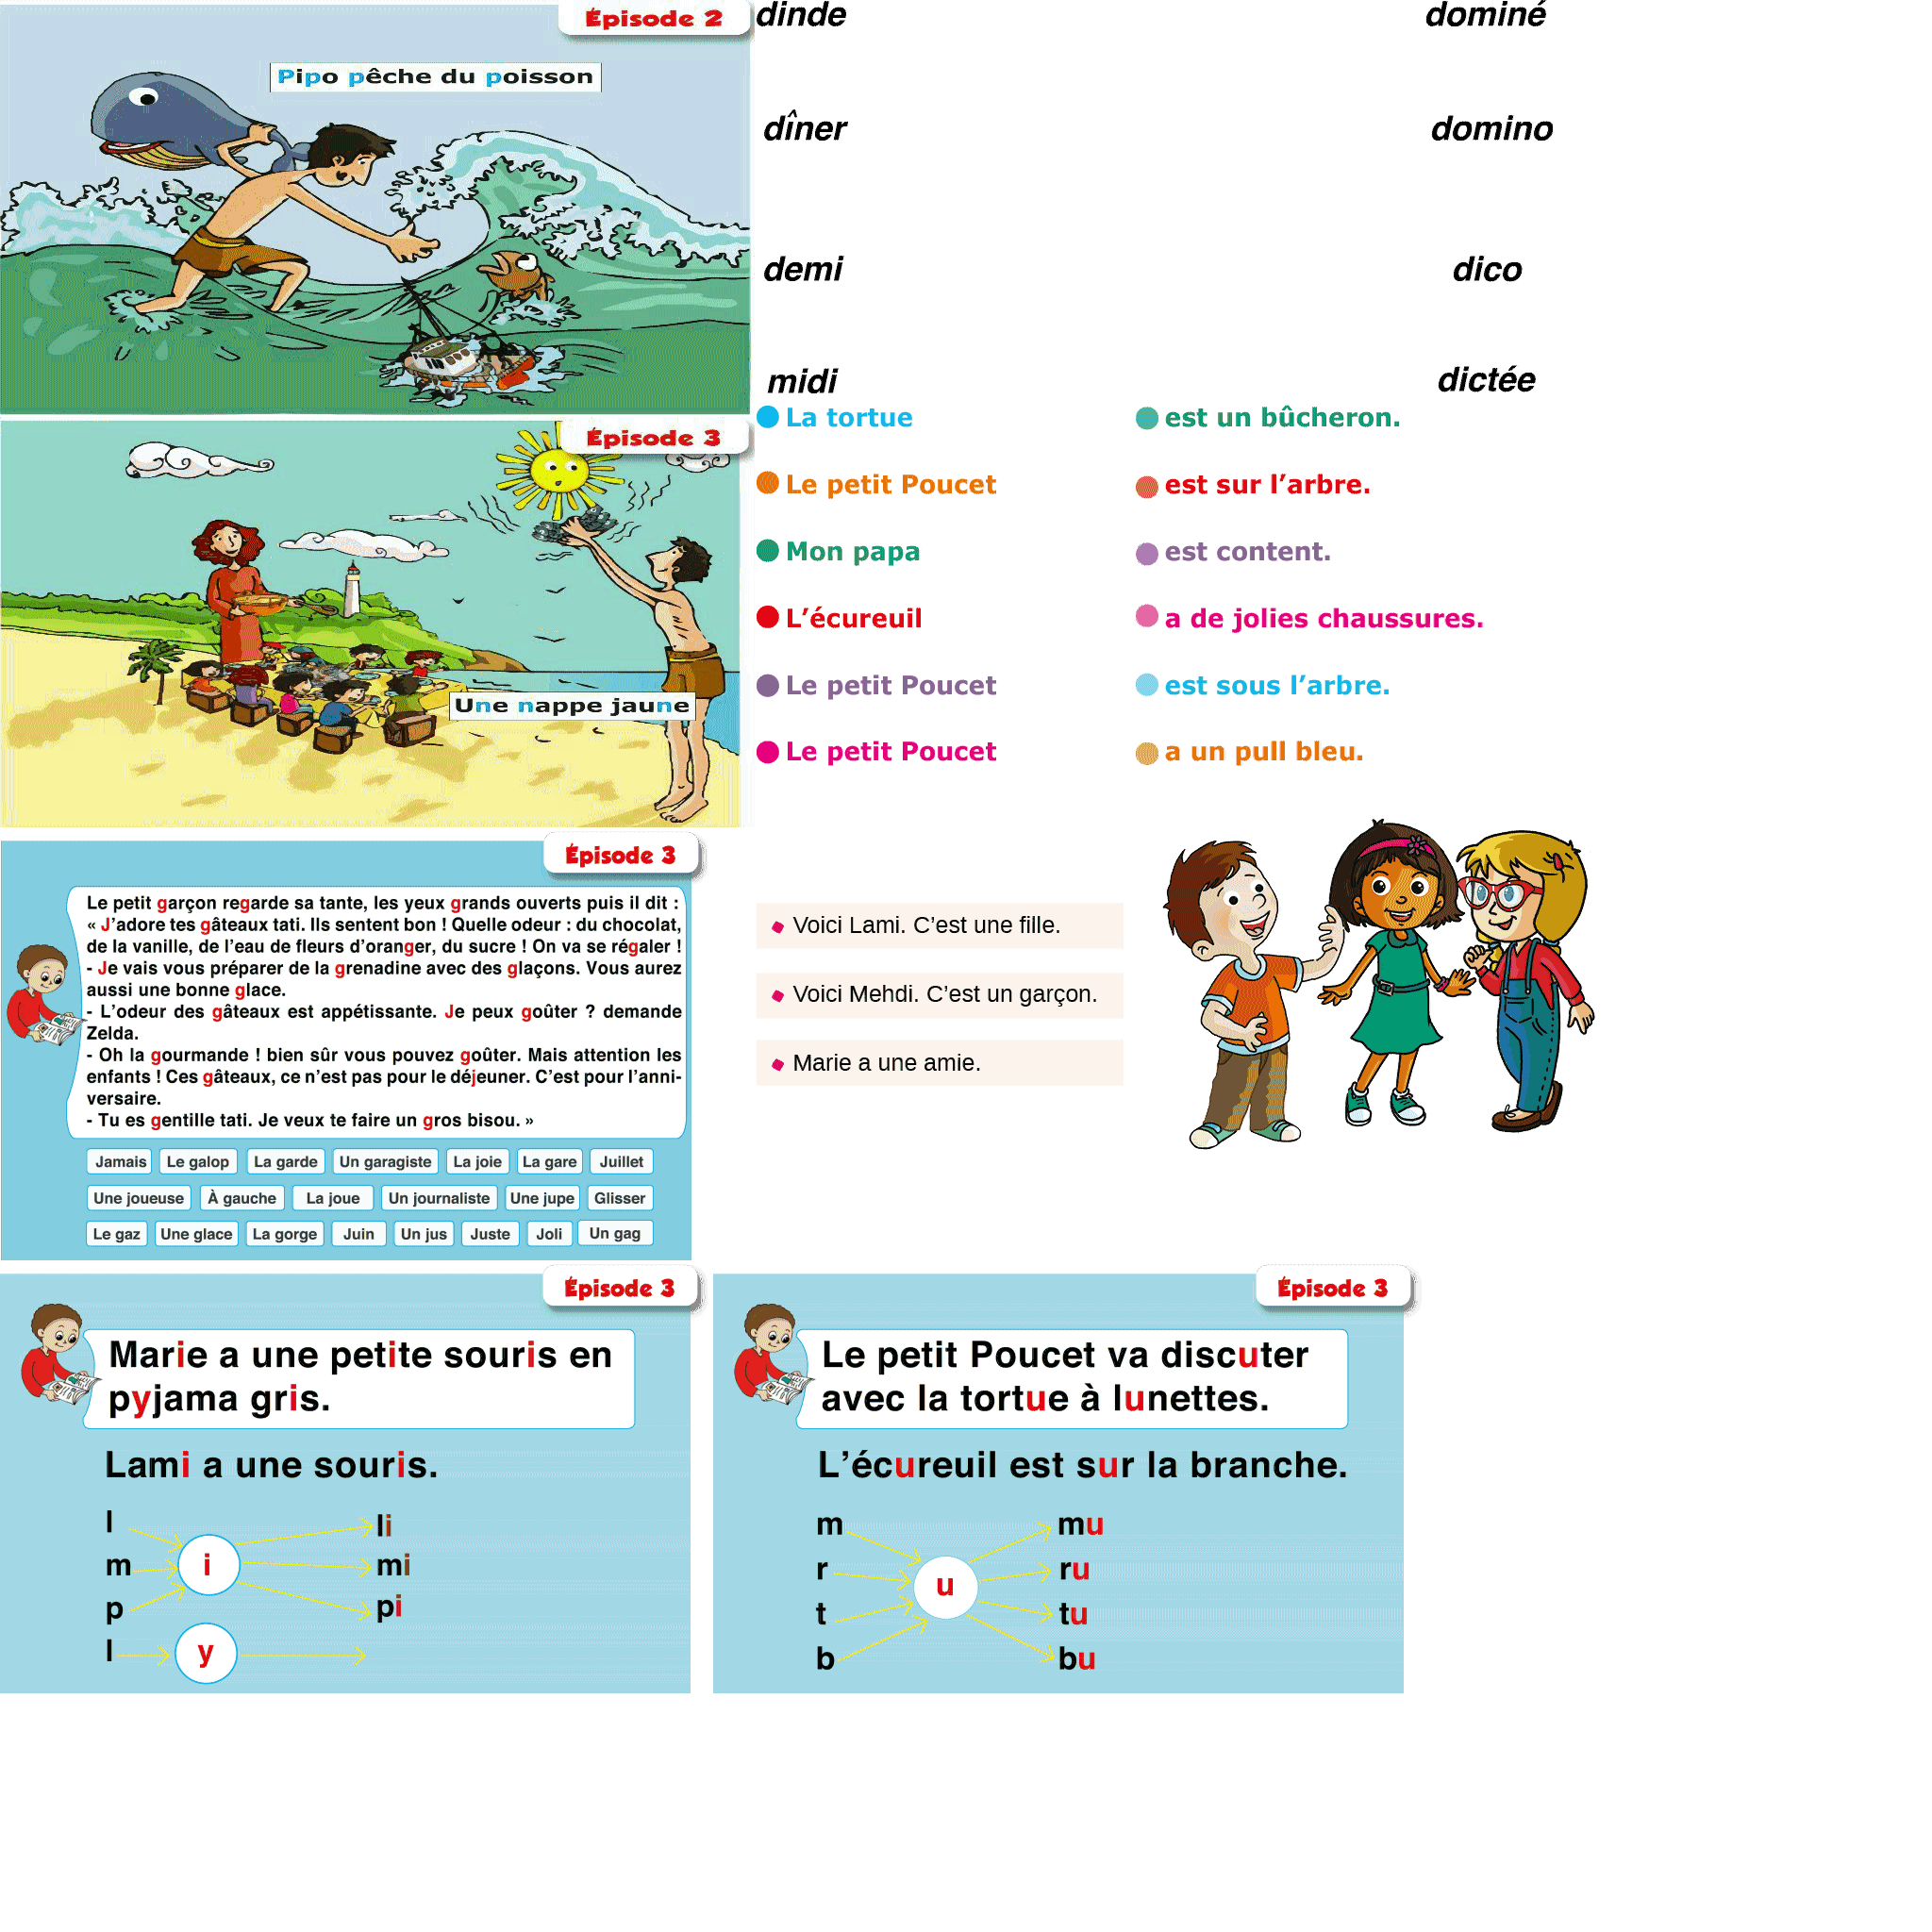 Épisode 2
Pipo pêche du poisson
dinde
dominé
dîner
domino
demi
dico
midi
dictée
La tortue
est un bûcheron.
Le petit Poucet
est sur l'arbre.
Mon papa
est content.
L'écureuil
a de jolies chaussures.
Le petit Poucet
est sous l'arbre.
Le petit Poucet
a un pull bleu.
Épisode 3
Une nappe jaune
Épisode 3
Le petit garçon regarde sa tante, les yeux grands ouverts puis il dit :
« J'adore tes gâteaux tati. Ils sentent bon ! Quelle odeur : du chocolat,
de la vanille, de l'eau de fleurs d'oranger, du sucre ! On va se régaler !
- Je vais vous préparer de la grenadine avec des glaçons. Vous aurez
aussi une bonne glace.
- L'odeur des gâteaux est appétissante. Je peux goûter ? demande
Zelda.
- Oh la gourmande ! bien sûr vous pouvez goûter. Mais attention les
enfants ! Ces gâteaux, ce n'est pas pour le déjeuner. C'est pour l'anni-
versaire.
- Tu es gentille tati. Je veux te faire un gros bisou. »
Jamais Le galop La garde Un garagiste La joie La gare Juillet
Une joueuse À gauche La joue Un journaliste Une jupe Glisser
Le gaz Une glace La gorge Juin Un jus Juste Joli Un gag
Voici Lami. C'est une fille.
Voici Mehdi. C'est un garçon.
Marie a une amie.
Épisode 3
Marie a une petite souris en
pyjama gris.
Lami a une souris.
l
li
m
i
mi
p
pi
l
y
Épisode 3
Le petit Poucet va discuter
avec la tortue à lunettes.
L'écureuil est sur la branche.
m
mu
r
u
ru
t
tu
b
bu